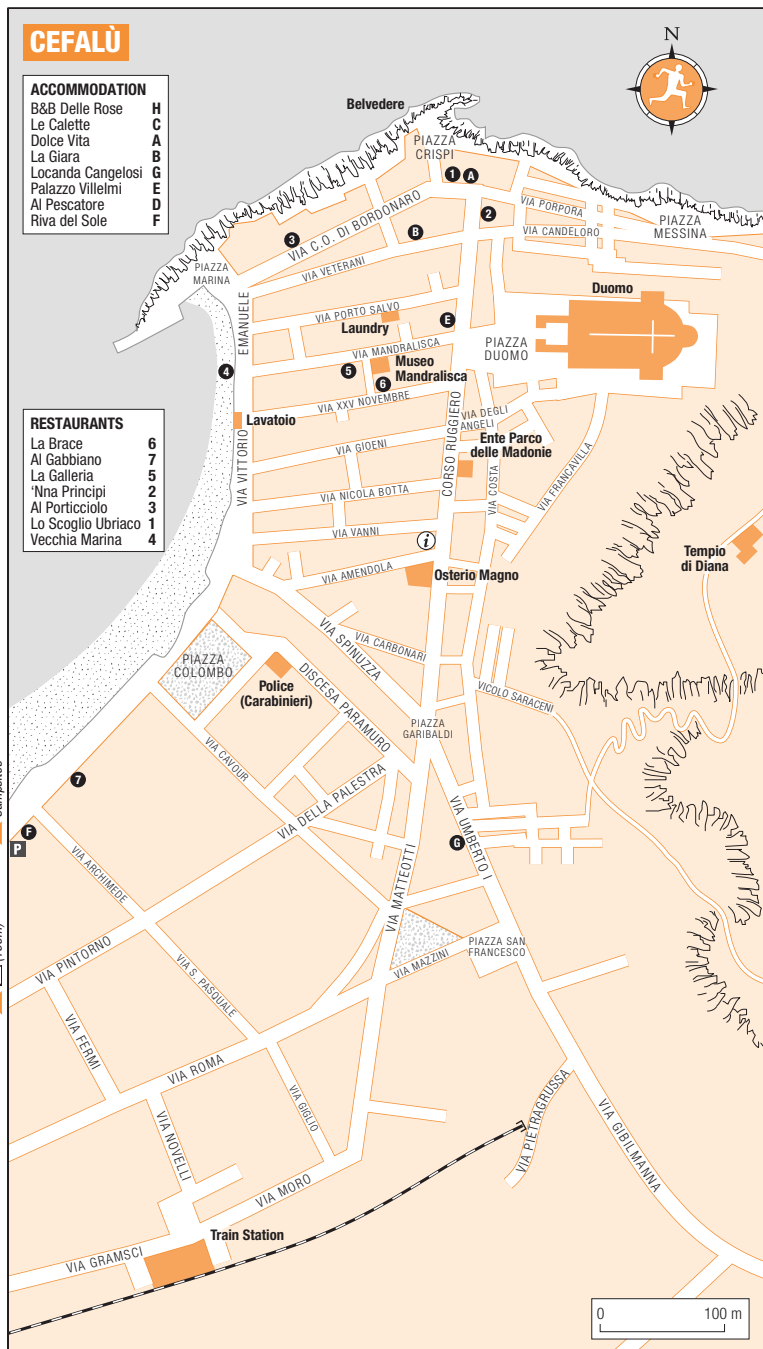 CEFALÙ
N
ACCOMMODATION
B&B Delle Rose H
Le Calette C
Dolce Vita A
La Giara B
Locanda Cangelosi G
Palazzo Villelmi E
Al Pescatore D
Riva del Sole F
Belvedere
PIAZZA
CRISPI
1 A
2
VIA PORPORA
PIAZZA
MESSINA
VIA CANDELORO
3
VIA C.O. DI BORDONARO
B
VIA VETERANI
PIAZZA
MARINA
Duomo
VIA PORTO SALVO
Laundry
E
PIAZZA
DUOMO
VIA MANDRALISCA
Museo
Mandralisca
4
5
6
VIA XXV NOVEMBRE
Lavatoio
VIA VITTORIO EMANUELE
RESTAURANTS
La Brace 6
Al Gabbiano 7
La Galleria 5
‘Nna Principi 2
Al Porticciolo 3
Lo Scoglio Ubriaco 1
Vecchia Marina 4
VIA DEGLI
ANGELI
VIA GIOENI
CORSO RUGGIERO
Ente Parco
delle Madonie
VIA COSTA
VIA FRANCAVILLA
VIA NICOLA BOTTA
VIA VANNI
i
VIA AMENDOLA
Osterio Magno
Tempio
di Diana
VIA SPINUZZA
VIA CARBONARI
PIAZZA
COLOMBO
Police
(Carabinieri)
DISCESA PARAMURO
VICOLO SARACENI
PIAZZA
GARIBALDI
VIA CAVOUR
7
VIA DELLA PALESTRA
F
P
G
VIA UMBERTO I
VIA ARCHIMEDE
VIA MATTEOTTI
VIA PINTORNO
VIA S. PASQUALE
VIA MAZZINI
PIAZZA SAN
FRANCESCO
VIA FERMI
VIA ROMA
VIA GIGLIO
VIA NOVELLI
VIA PIETRAGRUSSA
VIA GIBILMANNA
VIA MORO
Train Station
VIA GRAMSCI
0 100 m